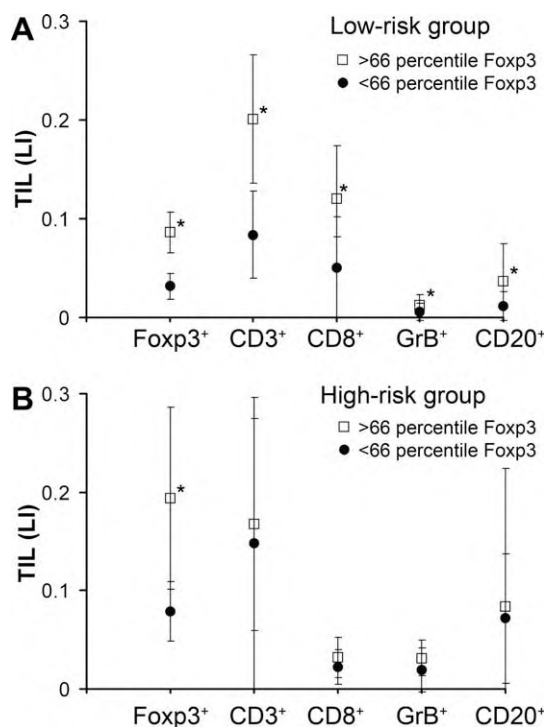 A
Low-risk group
>66 percentile Foxp3
<66 percentile Foxp3
TIL (LI)
0.3
0.2
0.1
0
*
*
*
*
*
Foxp3⁺ CD3⁺ CD8⁺ GrB⁺ CD20⁺
B
High-risk group
>66 percentile Foxp3
<66 percentile Foxp3
TIL (LI)
0.3
0.2
0.1
0
*
Foxp3⁺ CD3⁺ CD8⁺ GrB⁺ CD20⁺